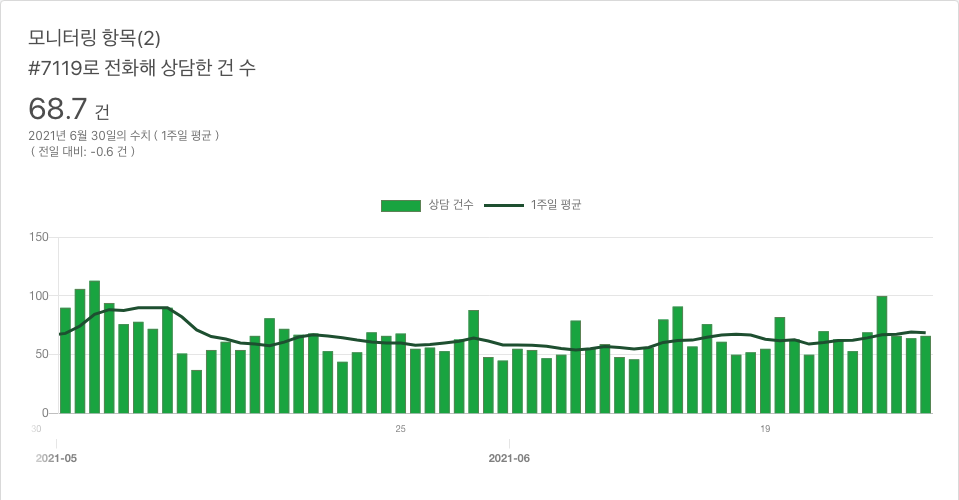 모니터링 항목(2)
#7119로 전화해 상담한 건 수
68.7 건
2021년 6월 30일의 수치 ( 1주일 평균 )
( 전일 대비: -0.6 건 )
상담 건수 1주일 평균
150
100
50
0
30 25 19
2021-05 2021-06